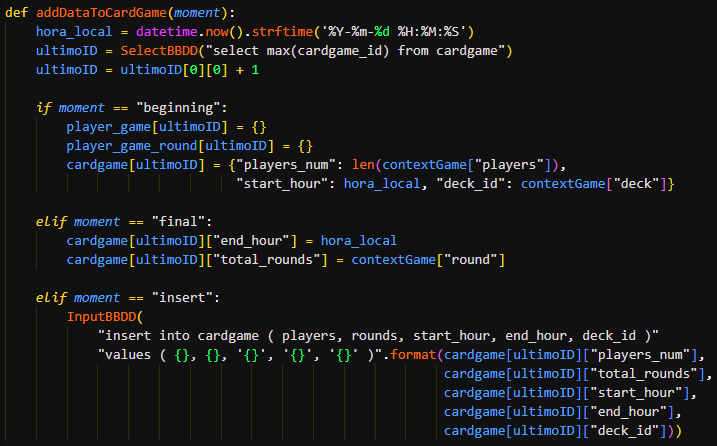 def addDataToCardGame(moment):
    hora_local = datetime.now().strftime('%Y-%m-%d %H:%M:%S')
    ultimoID = SelectBBDD("select max(cardgame_id) from cardgame")
    ultimoID = ultimoID[0][0] + 1

    if moment == "beginning":
        player_game[ultimoID] = {}
        player_game_round[ultimoID] = {}
        cardgame[ultimoID] = {"players_num": len(contextGame["players"]),
                              "start_hour": hora_local, "deck_id": contextGame["deck"]}

    elif moment == "final":
        cardgame[ultimoID]["end_hour"] = hora_local
        cardgame[ultimoID]["total_rounds"] = contextGame["round"]

    elif moment == "insert":
        InputBBDD(
            "insert into cardgame ( players, rounds, start_hour, end_hour, deck_id )"
            "values ( {}, {}, '{}', '{}', '{}' )".format(cardgame[ultimoID]["players_num"],
                                                         cardgame[ultimoID]["total_rounds"],
                                                         cardgame[ultimoID]["start_hour"],
                                                         cardgame[ultimoID]["end_hour"],
                                                         cardgame[ultimoID]["deck_id"]))